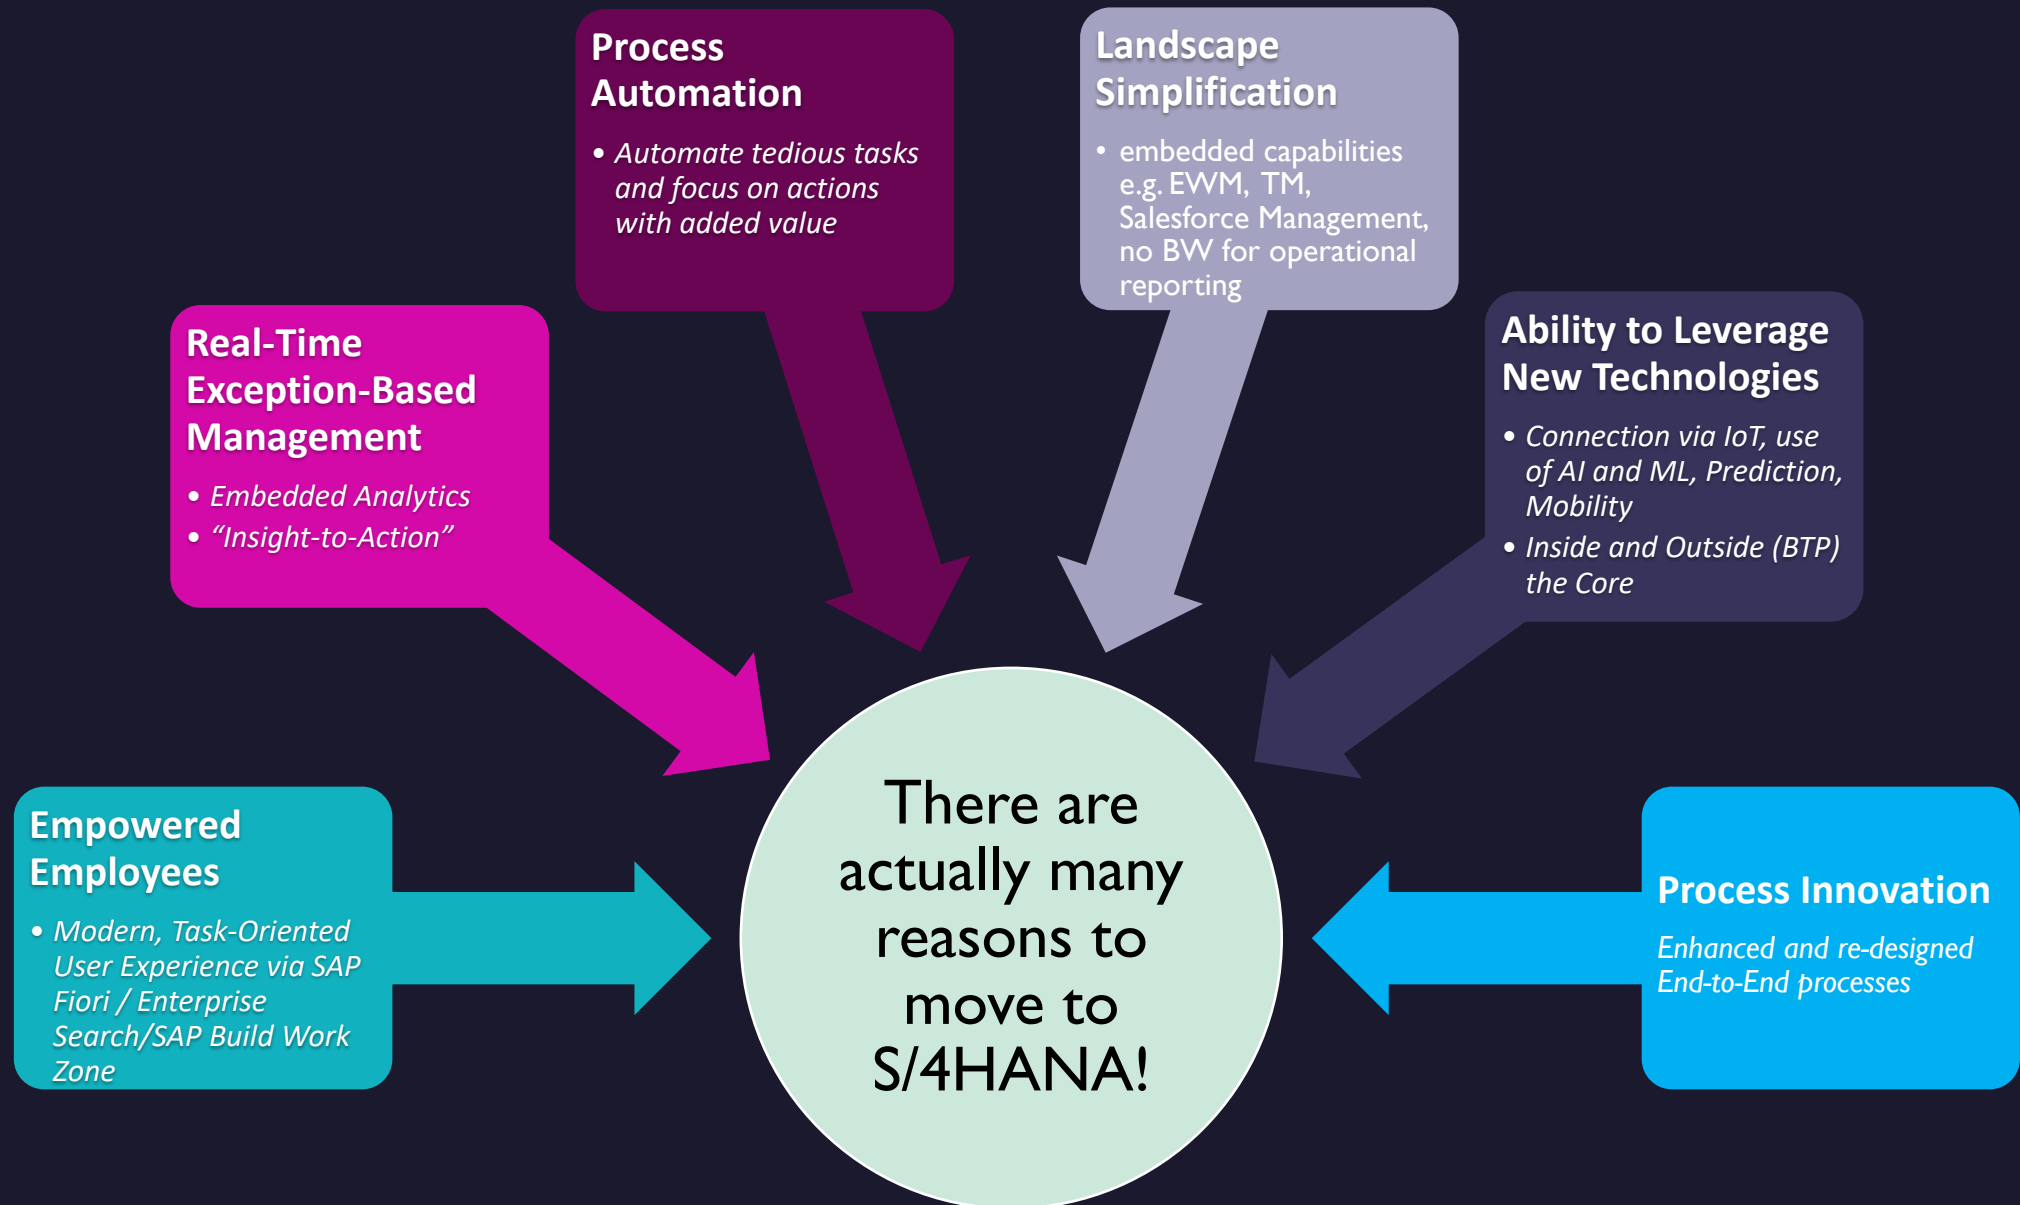 Process
Automation
• Automate tedious tasks
and focus on actions
with added value
Landscape
Simplification
• embedded capabilities
e.g. EWM, TM,
Salesforce Management,
no BW for operational
reporting
Real-Time
Exception-Based
Management
• Embedded Analytics
• “Insight-to-Action”
Ability to Leverage
New Technologies
• Connection via IoT, use
of AI and ML, Prediction,
Mobility
• Inside and Outside (BTP)
the Core
Empowered
Employees
• Modern, Task-Oriented
User Experience via SAP
Fiori / Enterprise
Search/SAP Build Work
Zone
There are
actually many
reasons to
move to
S/4HANA!
Process Innovation
Enhanced and re-designed
End-to-End processes